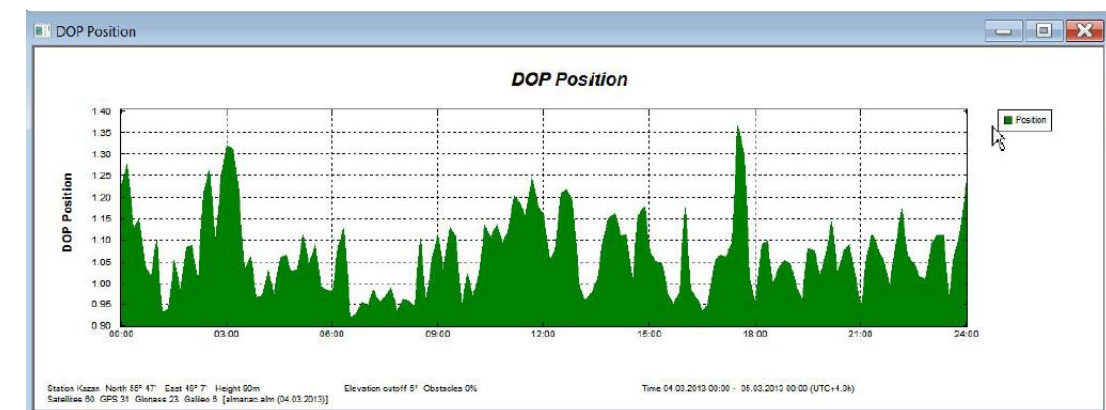 DOP Position
DOP Position
Position
DOP Position
1.40
1.35
1.30
1.25
1.20
1.15
1.10
1.05
1.00
0.95
0.90
00:00 03:00 06:00 09:00 12:00 15:00 18:00 21:00 24:00
Station Kazan North 55° 47' East 49° 7' Height 90m Elevation cutoff 5° Obstacles 0% Time 04.03.2013 00:00 - 05.03.2013 00:00 (UTC+4.0h)
Satellites 60 GPS 31 Glonass 23 Galileo 6 [almanac.alm (04.03.2013)]